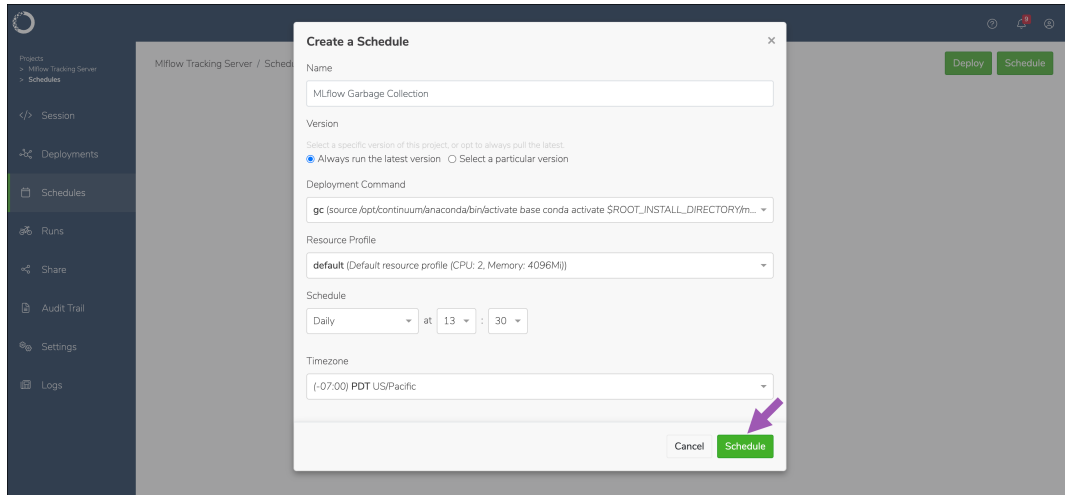 Projects
> Mlflow Tracking Server
> Schedules
</> Session
Deployments
Schedules
Runs
Share
Audit Trail
Settings
Logs
Mlflow Tracking Server / Schedu
9
Deploy
Schedule
Create a Schedule
×
Name
MLflow Garbage Collection
Version
Select a specific version of this project, or opt to always pull the latest.
Always run the latest version
Select a particular version
Deployment Command
gc (source /opt/continuum/anaconda/bin/activate base conda activate $ROOT_INSTALL_DIRECTORY/m...
Resource Profile
default (Default resource profile (CPU: 2, Memory: 4096Mi))
Schedule
Daily at 13 : 30
Timezone
(-07:00) PDT US/Pacific
Cancel
Schedule